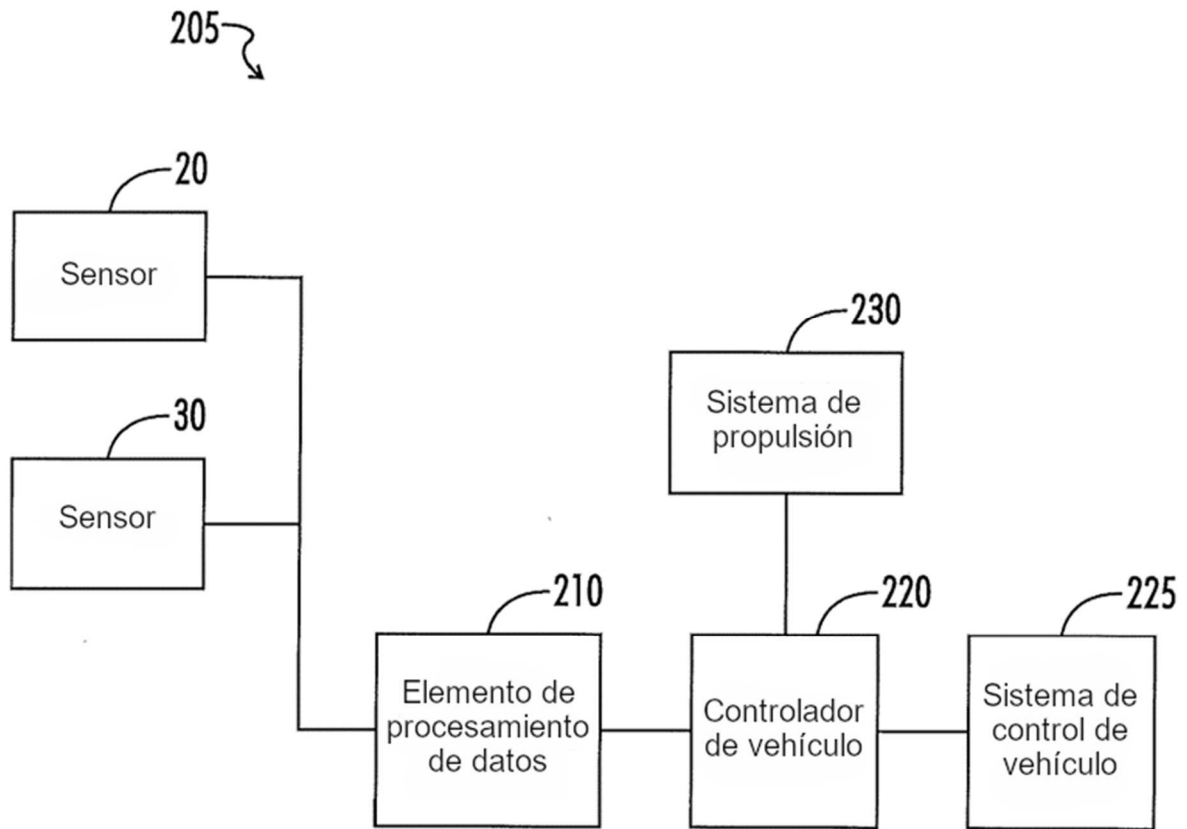 205
20
Sensor
30
Sensor
230
Sistema de
propulsión
210
Elemento de
procesamiento
de datos
220
Controlador
de vehículo
225
Sistema de
control de
vehículo